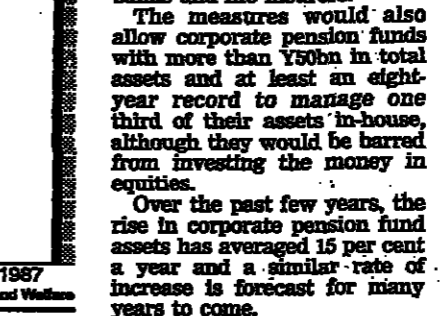 The measures would also
allow corporate pension funds
with more than Y50bn in total
assets and at least an eight-
year record to manage one
third of their assets in-house,
although they would be barred
from investing the money in
equities.
Over the past few years, the
rise in corporate pension fund
assets has averaged 15 per cent
a year and a similar rate of
increase is forecast for many
years to come.
1987
nd Welfare